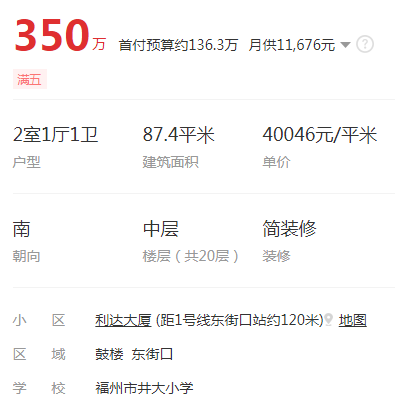 350万 首付预算约136.3万 月供11,676元
满五
2室1厅1卫 87.4平米 40046元/平米
户型 建筑面积 单价
南 中层 简装修
朝向 楼层（共20层） 装修
小区 利达大厦 (距1号线东街口站约120米) 地图
区域 鼓楼 东街口
学校 福州市井大小学